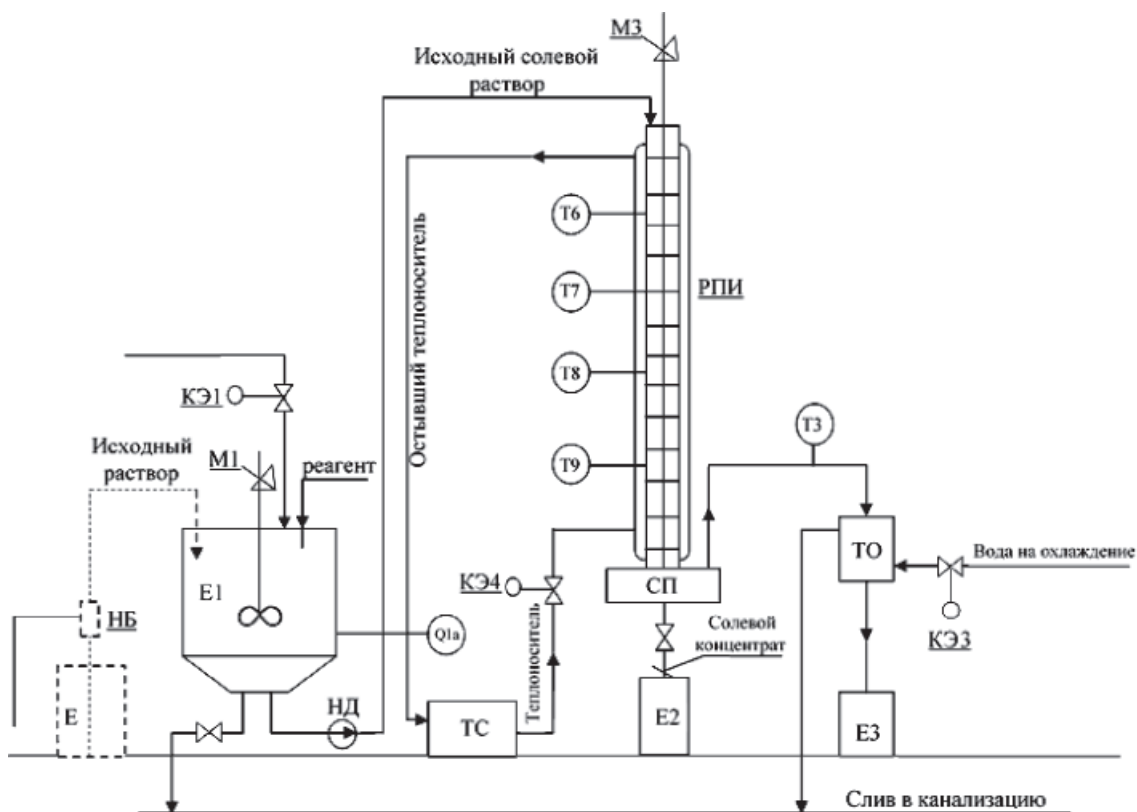 М3
Исходный солевой
раствор
Т6
Остывший теплоноситель
Т7
РПИ
КЭ1
Т8
Т3
Исходный
раствор
М1
реагент
Т9
ТО
Вода на охлаждение
КЭ4
СП
Е1
НБ
Q1a
Теплоноситель
Солевой
концентрат
КЭ3
Е
НД
ТС
Е2
Е3
Слив в канализацию